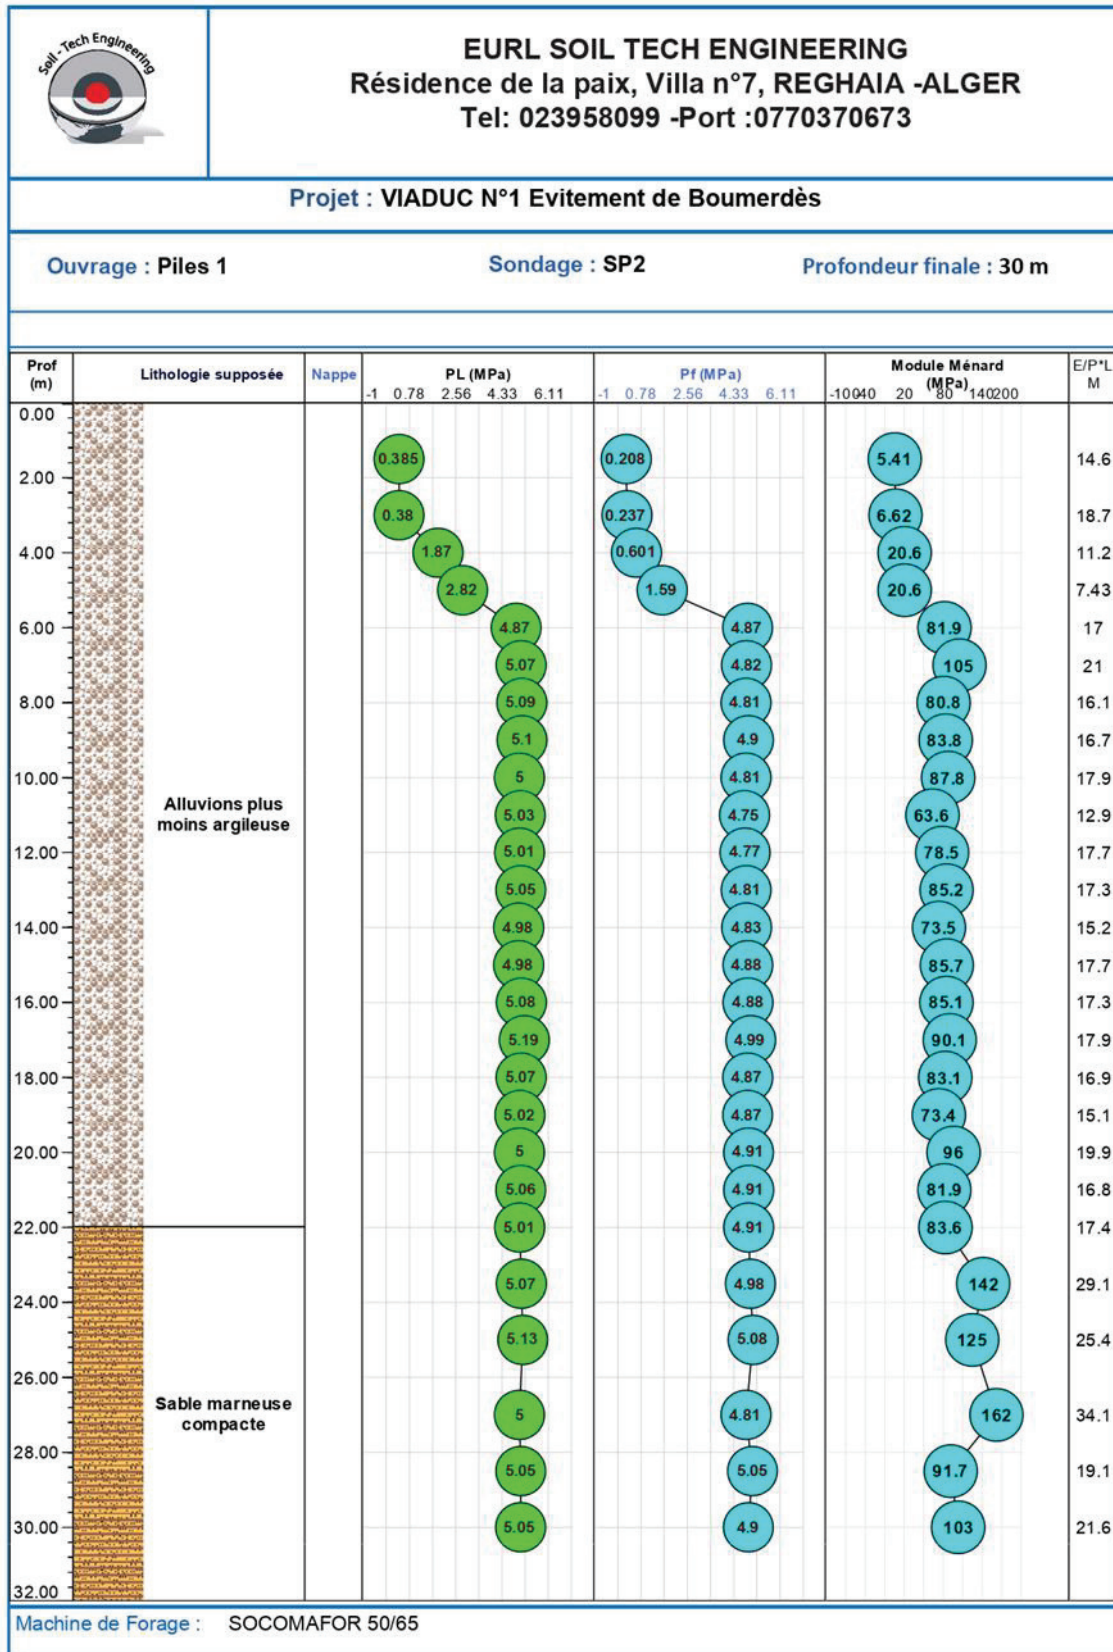 Soil - Tech Engineering
EURL SOIL TECH ENGINEERING
Résidence de la paix, Villa n°7, REGHAIA -ALGER
Tel: 023958099 -Port :0770370673
Projet : VIADUC N°1 Evitement de Boumerdès
Ouvrage : Piles 1 Sondage : SP2 Profondeur finale : 30 m
Prof (m) Lithologie supposée Nappe PL (MPa) Pf (MPa) Module Ménard (MPa) E/P*L M
-1 0.78 2.56 4.33 6.11 -1 0.78 2.56 4.33 6.11 -100-40 20 80 140200
0.00
0.385 0.208 5.41 14.6
2.00
0.38 0.237 6.62 18.7
4.00 1.87 0.601 20.6 11.2
2.82 1.59 20.6 7.43
6.00 4.87 4.87 81.9 17
5.07 4.82 105 21
8.00 5.09 4.81 80.8 16.1
5.1 4.9 83.8 16.7
10.00 5 4.81 87.8 17.9
Alluvions plus
moins argileuse
5.03 4.75 63.6 12.9
12.00 5.01 4.77 78.5 17.7
5.05 4.81 85.2 17.3
14.00 4.98 4.83 73.5 15.2
4.98 4.88 85.7 17.7
16.00 5.08 4.88 85.1 17.3
5.19 4.99 90.1 17.9
18.00 5.07 4.87 83.1 16.9
5.02 4.87 73.4 15.1
20.00 5 4.91 96 19.9
5.06 4.91 81.9 16.8
22.00 5.01 4.91 83.6 17.4
5.07 4.98 142 29.1
24.00
5.13 5.08 125 25.4
26.00
Sable marneuse
compacte
5 4.81 162 34.1
28.00
5.05 5.05 91.7 19.1
30.00 5.05 4.9 103 21.6
32.00
Machine de Forage : SOCOMAFOR 50/65